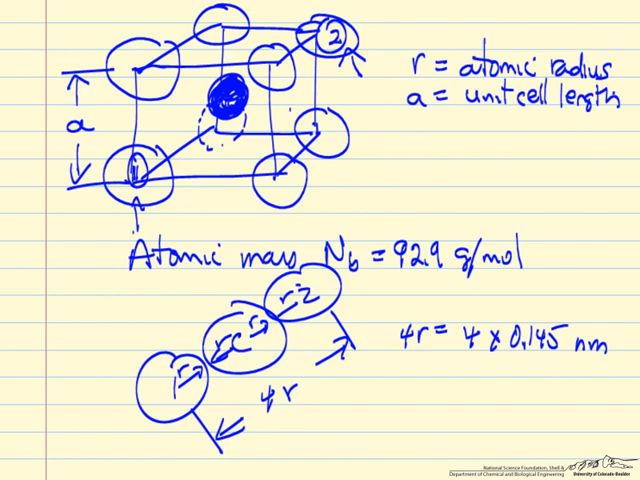 2
r = atomic radius
a = unit cell length
a
1
Atomic mass Nb = 92.9 g/mol
r 2
r C r
1 r
4r = 4 x 0.145 nm
4r
National Science Foundation, Shell &
Department of Chemical and Biological Engineering
University of Colorado Boulder